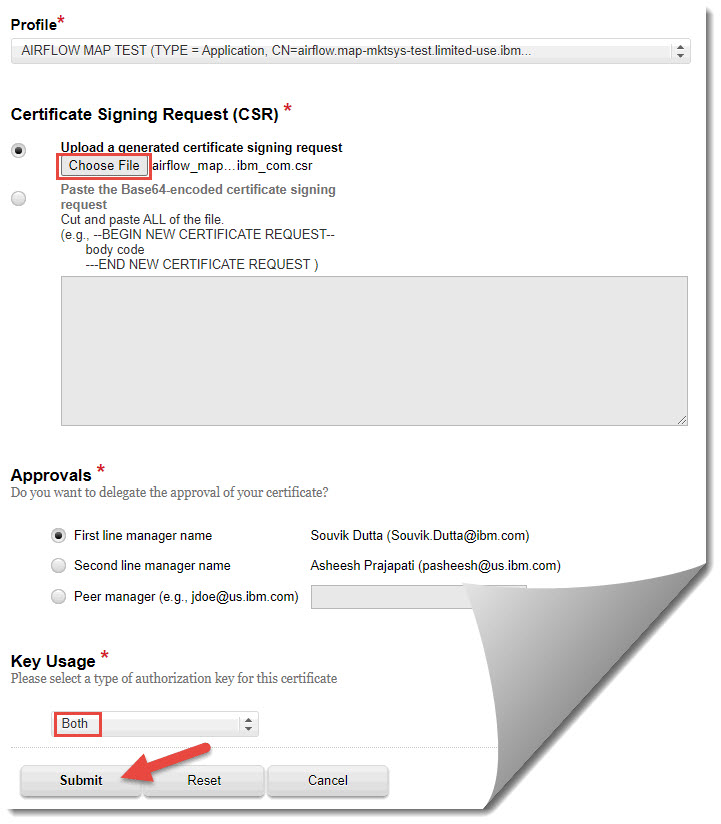 Profile*
AIRFLOW MAP TEST (TYPE = Application, CN=airflow.map-mktsys-test.limited-use.ibm...
Certificate Signing Request (CSR) *
Upload a generated certificate signing request
Choose File airflow_map...ibm_com.csr
Paste the Base64-encoded certificate signing
request
Cut and paste ALL of the file.
(e.g., --BEGIN NEW CERTIFICATE REQUEST--
body code
---END NEW CERTIFICATE REQUEST )
Approvals *
Do you want to delegate the approval of your certificate?
First line manager name Souvik Dutta (Souvik.Dutta@ibm.com)
Second line manager name Asheesh Prajapati (pasheesh@us.ibm.com)
Peer manager (e.g., jdoe@us.ibm.com)
Key Usage *
Please select a type of authorization key for this certificate
Both
Submit Reset Cancel